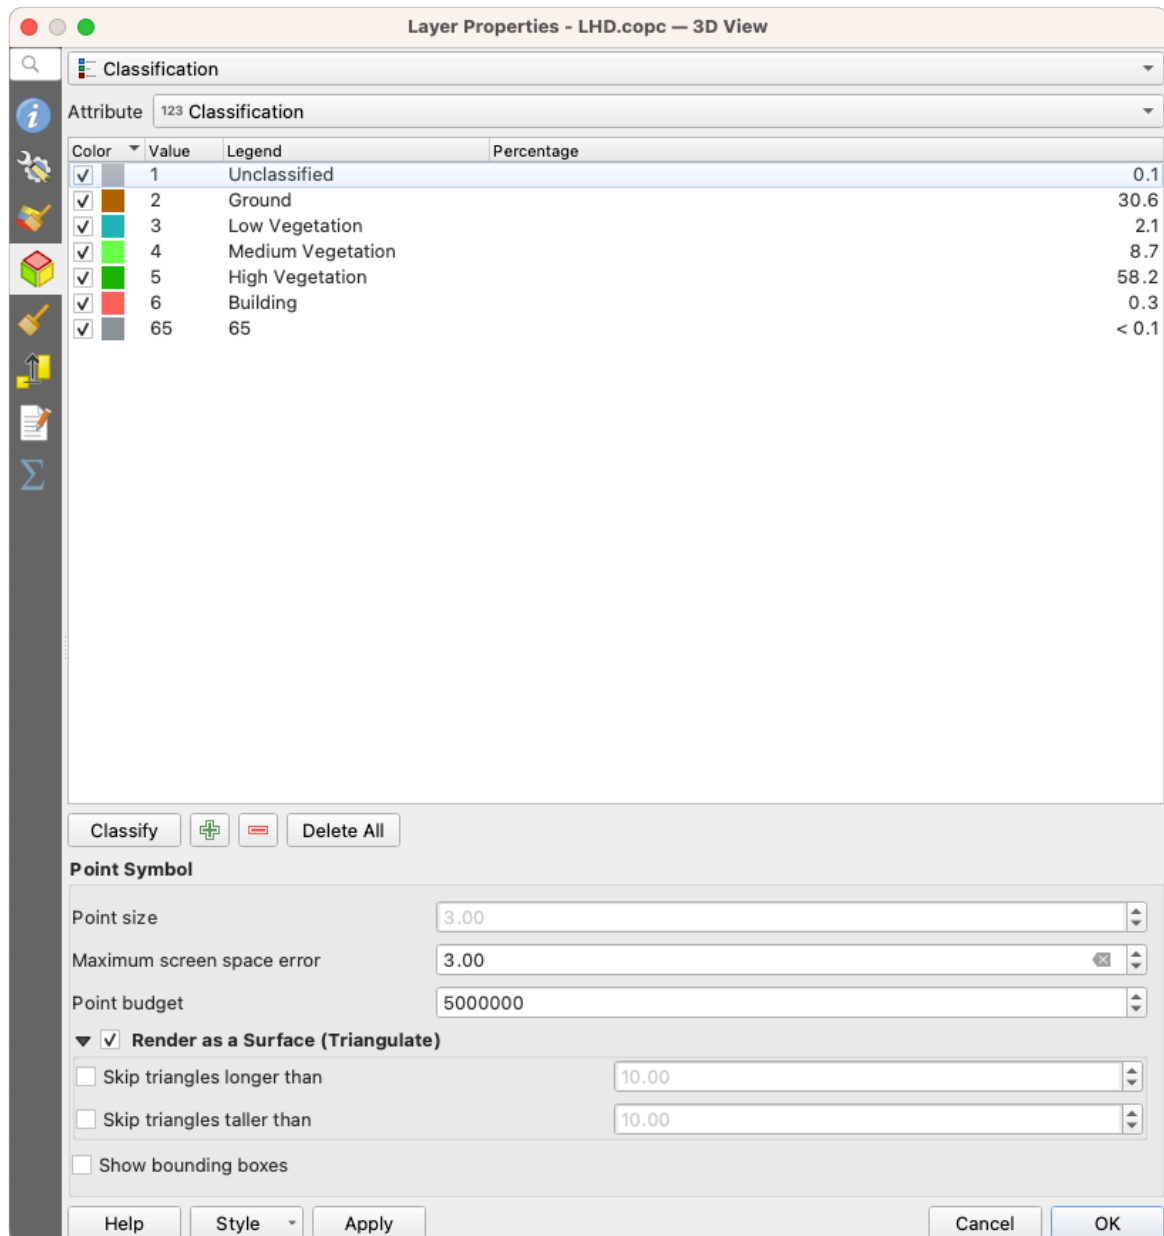 Layer Properties - LHD.copc — 3D View
Classification
Attribute 123 Classification
Color Value Legend Percentage
1 Unclassified 0.1
2 Ground 30.6
3 Low Vegetation 2.1
4 Medium Vegetation 8.7
5 High Vegetation 58.2
6 Building 0.3
65 65 < 0.1
Classify Delete All
Point Symbol
Point size 3.00
Maximum screen space error 3.00
Point budget 5000000
Render as a Surface (Triangulate)
Skip triangles longer than 10.00
Skip triangles taller than 10.00
Show bounding boxes
Help Style Apply Cancel OK